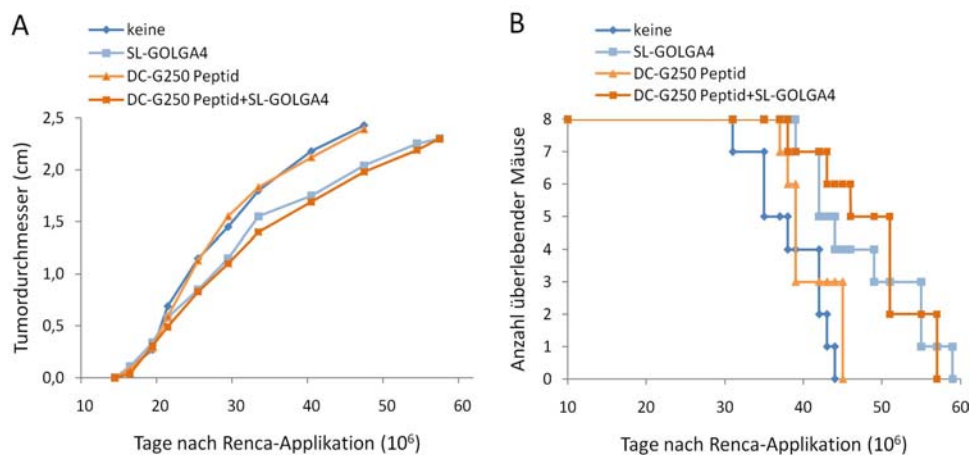 A
keine
SL-GOLGA4
DC-G250 Peptid
DC-G250 Peptid+SL-GOLGA4
Tumordurchmesser (cm)
2,5
2,0
1,5
1,0
0,5
0,0
10 20 30 40 50 60
Tage nach Renca-Applikation (10⁶)
B
keine
SL-GOLGA4
DC-G250 Peptid
DC-G250 Peptid+SL-GOLGA4
Anzahl überlebender Mäuse
8
7
6
5
4
3
2
1
0
10 20 30 40 50 60
Tage nach Renca-Applikation (10⁶)